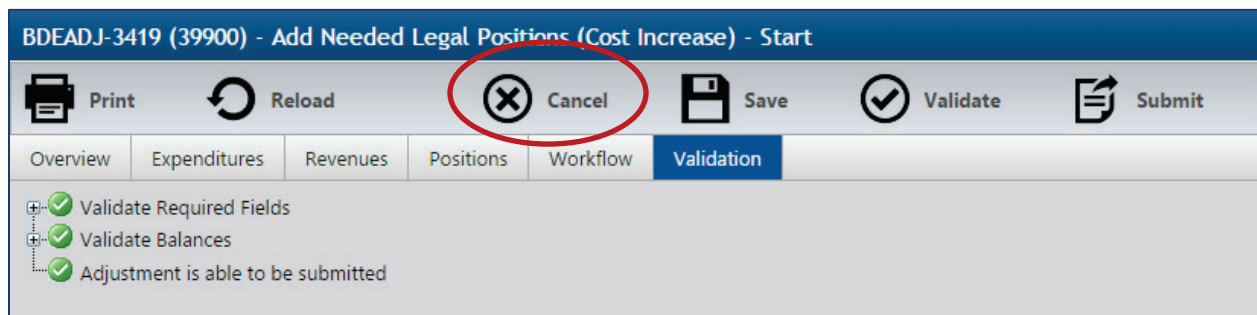 BDEADJ-3419 (39900) - Add Needed Legal Positions (Cost Increase) - Start
Print Reload Cancel Save Validate Submit
Overview Expenditures Revenues Positions Workflow Validation
Validate Required Fields
Validate Balances
Adjustment is able to be submitted